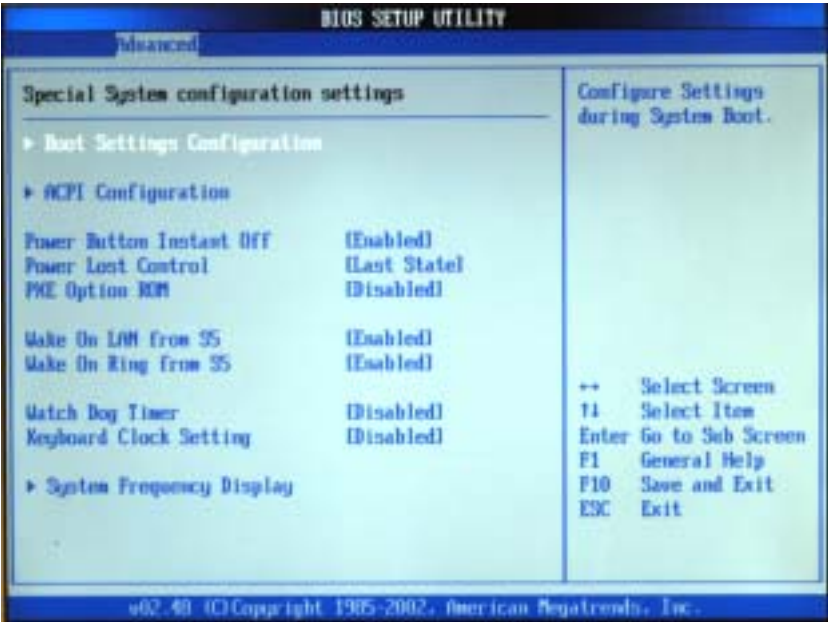 BIOS SETUP UTILITY
Advanced
Special System configuration settings
▶ Boot Settings Configuration
▶ ACPI Configuration
Power Button Instant Off [Enabled]
Power Lost Control [Last State]
PXE Option ROM [Disabled]
Wake On LAN from S5 [Enabled]
Wake On Ring from S5 [Enabled]
Watch Dog Timer [Disabled]
Keyboard Clock Setting [Disabled]
▶ System Frequency Display
Configure Settings
during System Boot.
↔ Select Screen
↑↓ Select Item
Enter Go to Sub Screen
F1 General Help
F10 Save and Exit
ESC Exit
v02.48 (C)Copyright 1985-2002, American Megatrends, Inc.